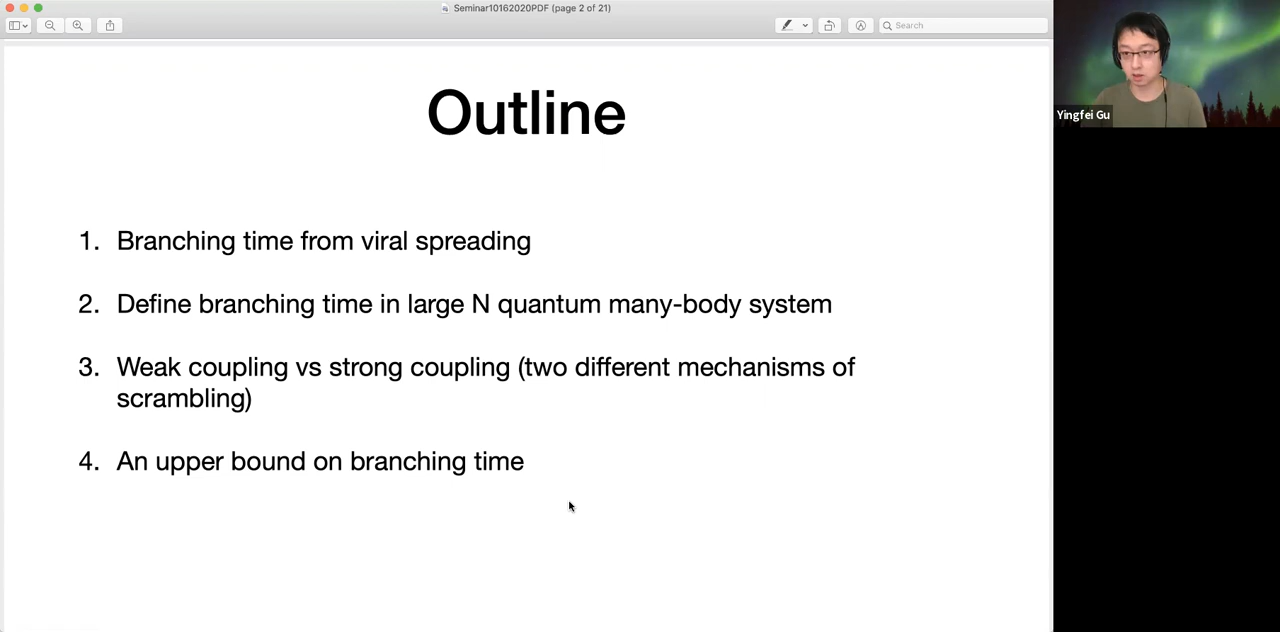 Seminar10162020PDF (page 2 of 21)
Search
Outline
1. Branching time from viral spreading
2. Define branching time in large N quantum many-body system
3. Weak coupling vs strong coupling (two different mechanisms of
scrambling)
4. An upper bound on branching time
Yingfei Gu